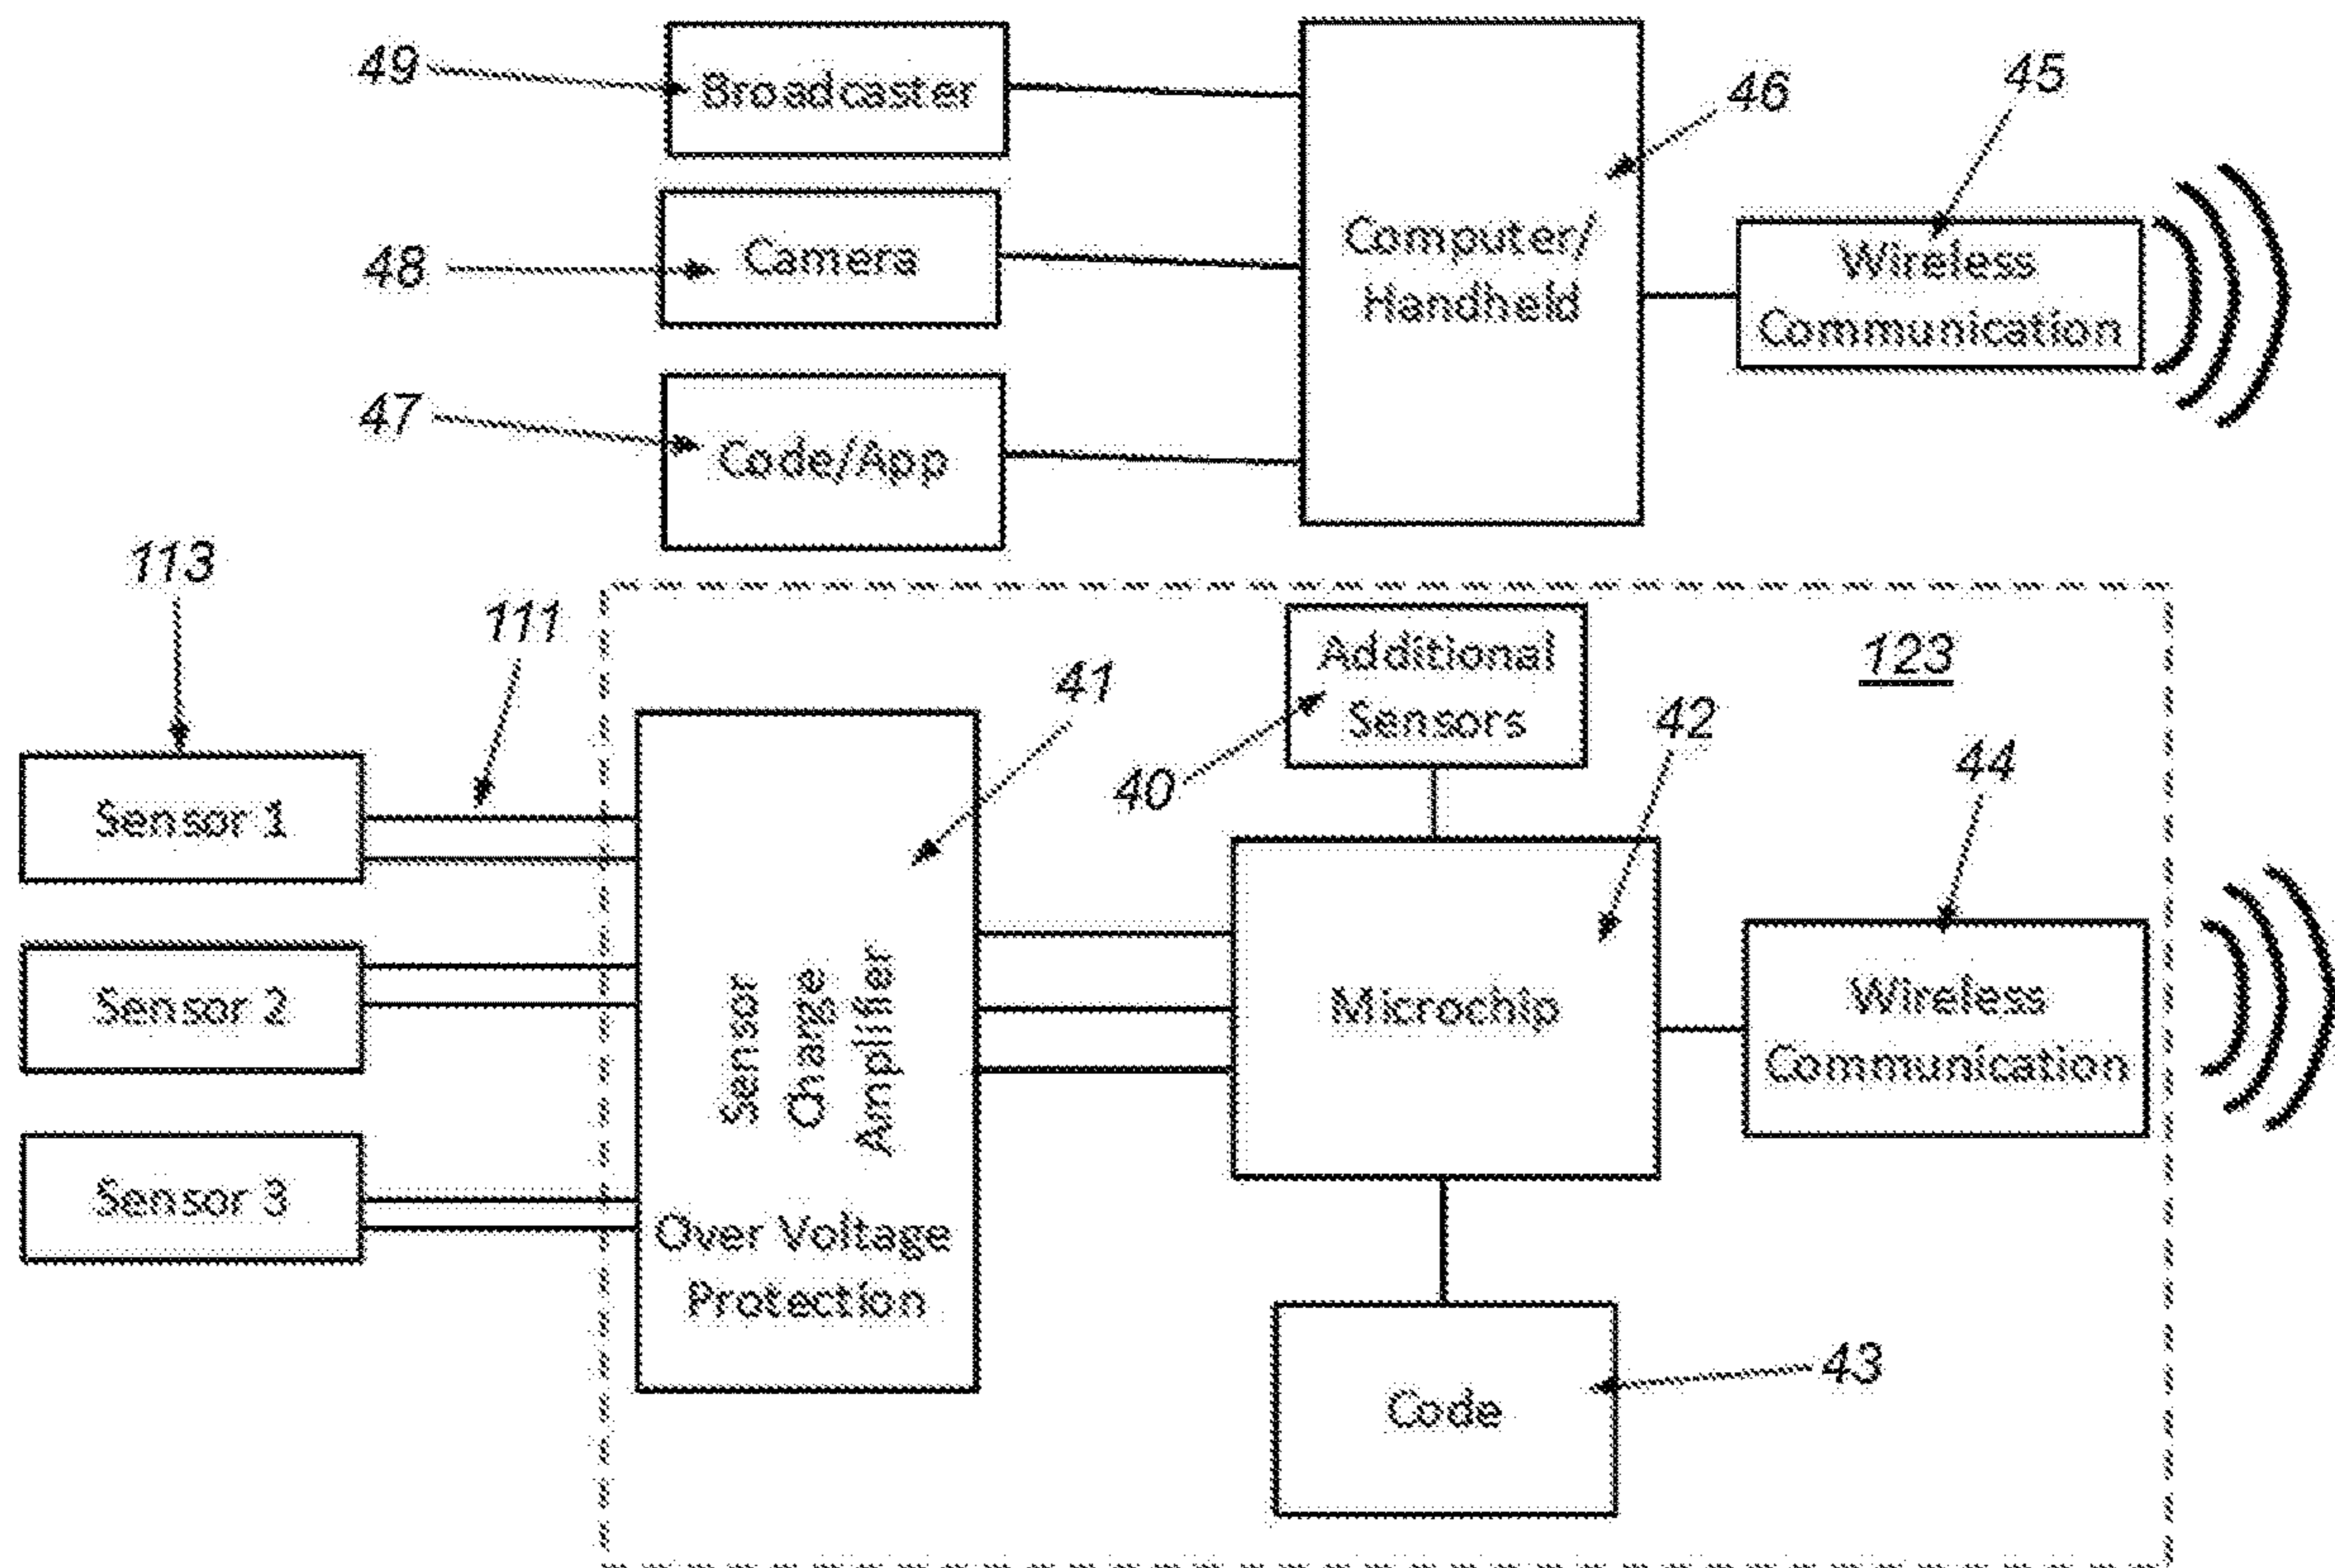 49
Broadcaster
46
45
48
Camera
Computer/
Handheld
Wireless
Communication
47
Code/App
113
111
41
Additional
Sensors
40
123
42
44
Sensor 1
Sensor 2
Sensor 3
Sensor
Charge
Amplifier
Over Voltage
Protection
Microchip
Wireless
Communication
Code
43